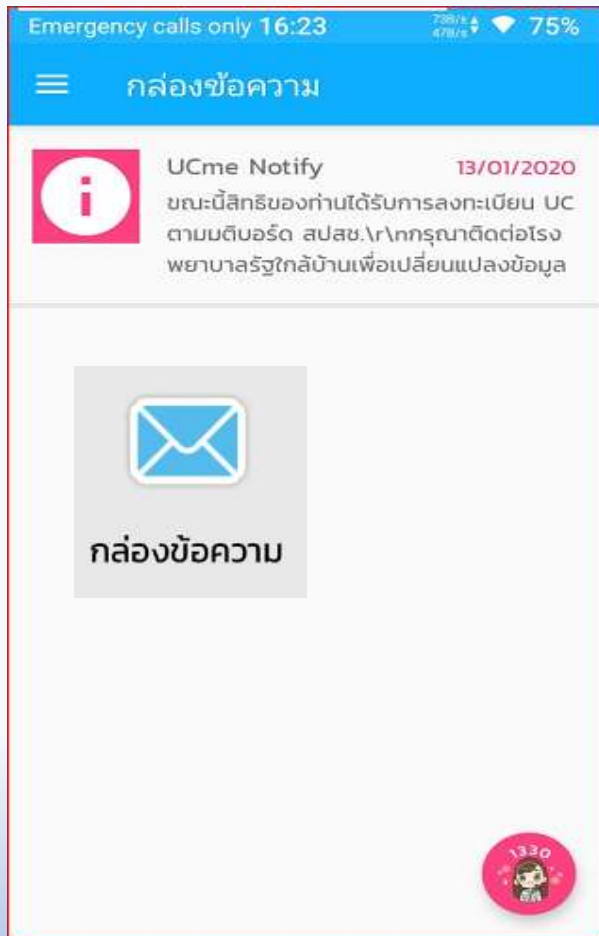 Emergency calls only 16:23 75%
กล่องข้อความ
UCme Notify 13/01/2020
ขณะนี้สิทธิของท่านได้รับการลงทะเบียน UC
ตามมติบอร์ด สปสช.\r\nกรุณาติดต่อโรง
พยาบาลรัฐใกล้บ้านเพื่อเปลี่ยนแปลงข้อมูล
กล่องข้อความ
1330